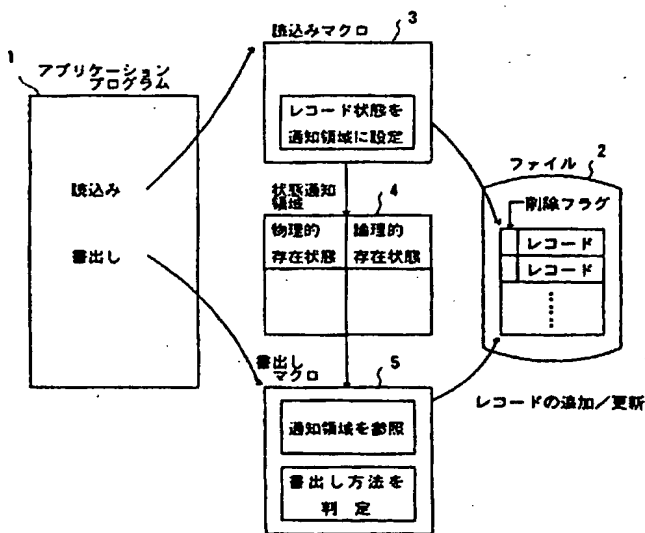 読込みマクロ
3
1
アプリケーション
プログラム
レコード状態を
通知領域に設定
ファイル
2
読込み
状態通知
領域
4
削除フラグ
物理的
存在状態
論理的
存在状態
レコード
書出し
レコード
書出し
マクロ
5
レコードの追加/更新
通知領域を参照
書出し方法を
判定